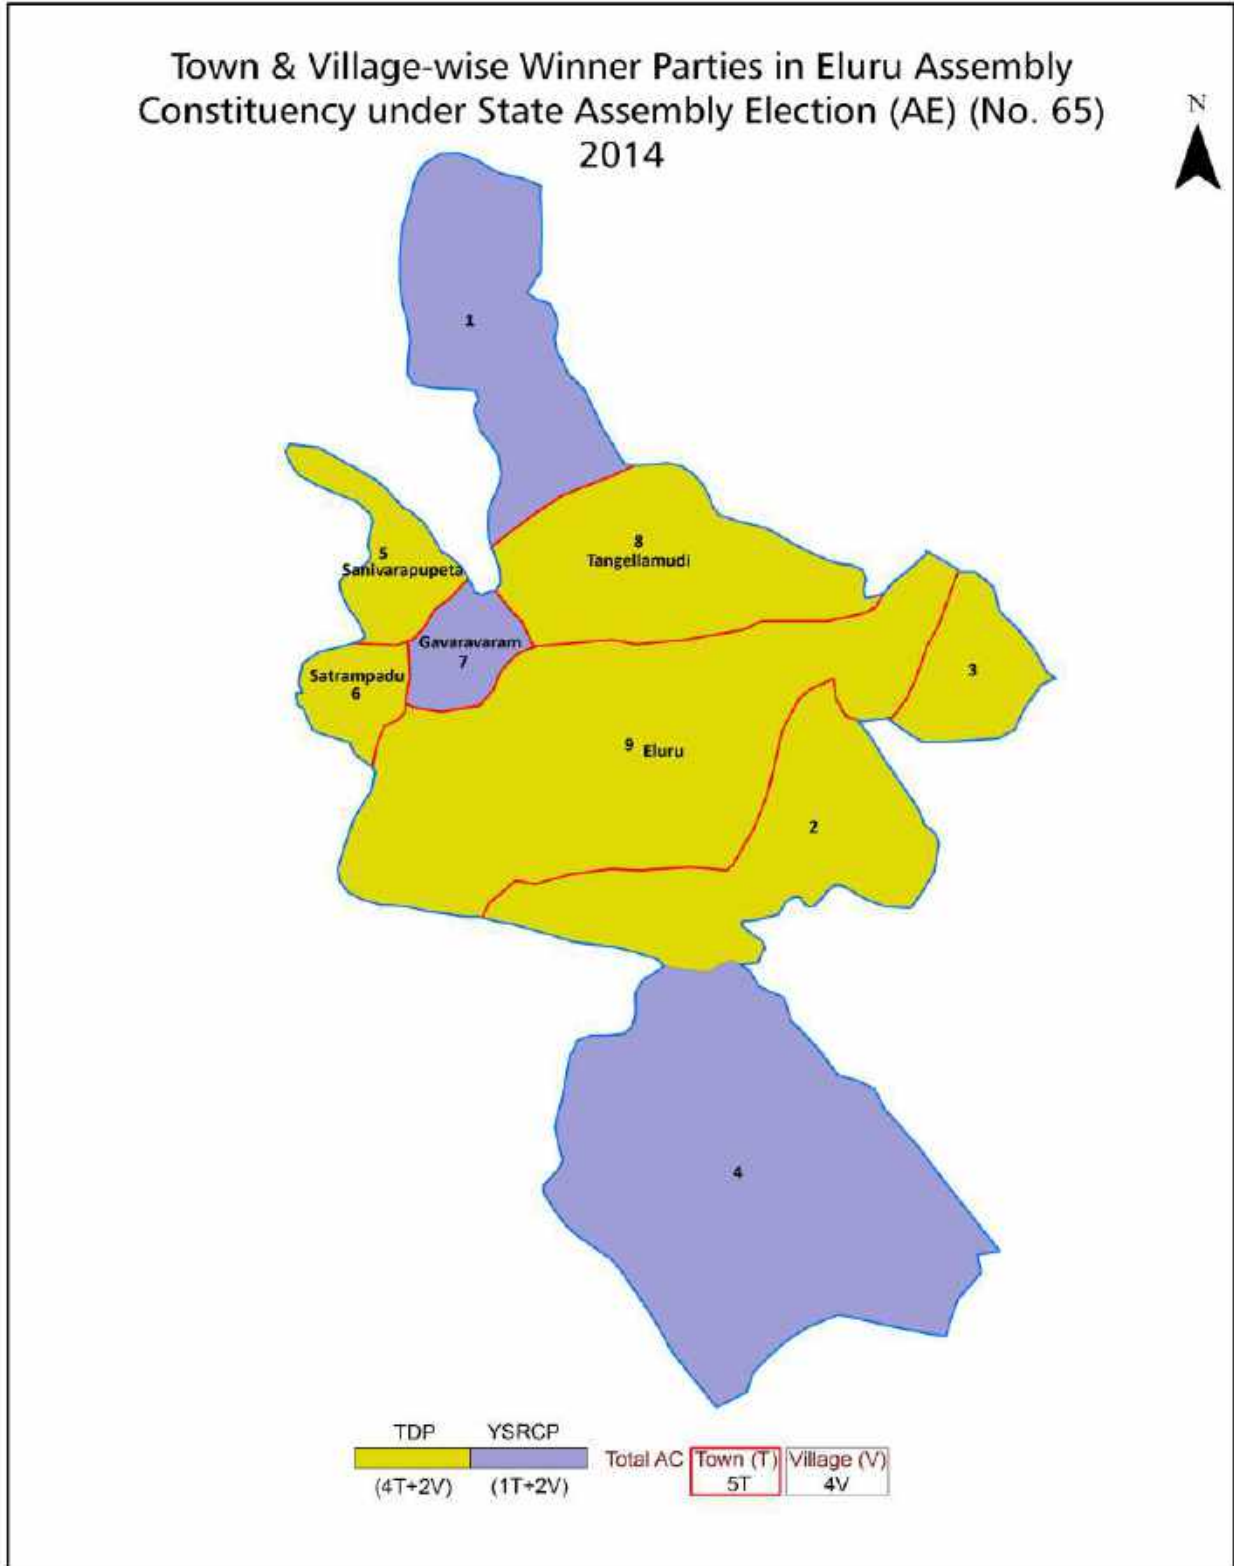 Town & Village-wise Winner Parties in Eluru Assembly
Constituency under State Assembly Election (AE) (No. 65)
2014
N
1
5
Sanivarapupeta
8
Tangellamudi
Gavaravaram
7
Satrampadu
6
3
9 Eluru
2
4
TDP YSRCP
(4T+2V) (1T+2V)
Total AC Town (T) Village (V)
5T 4V